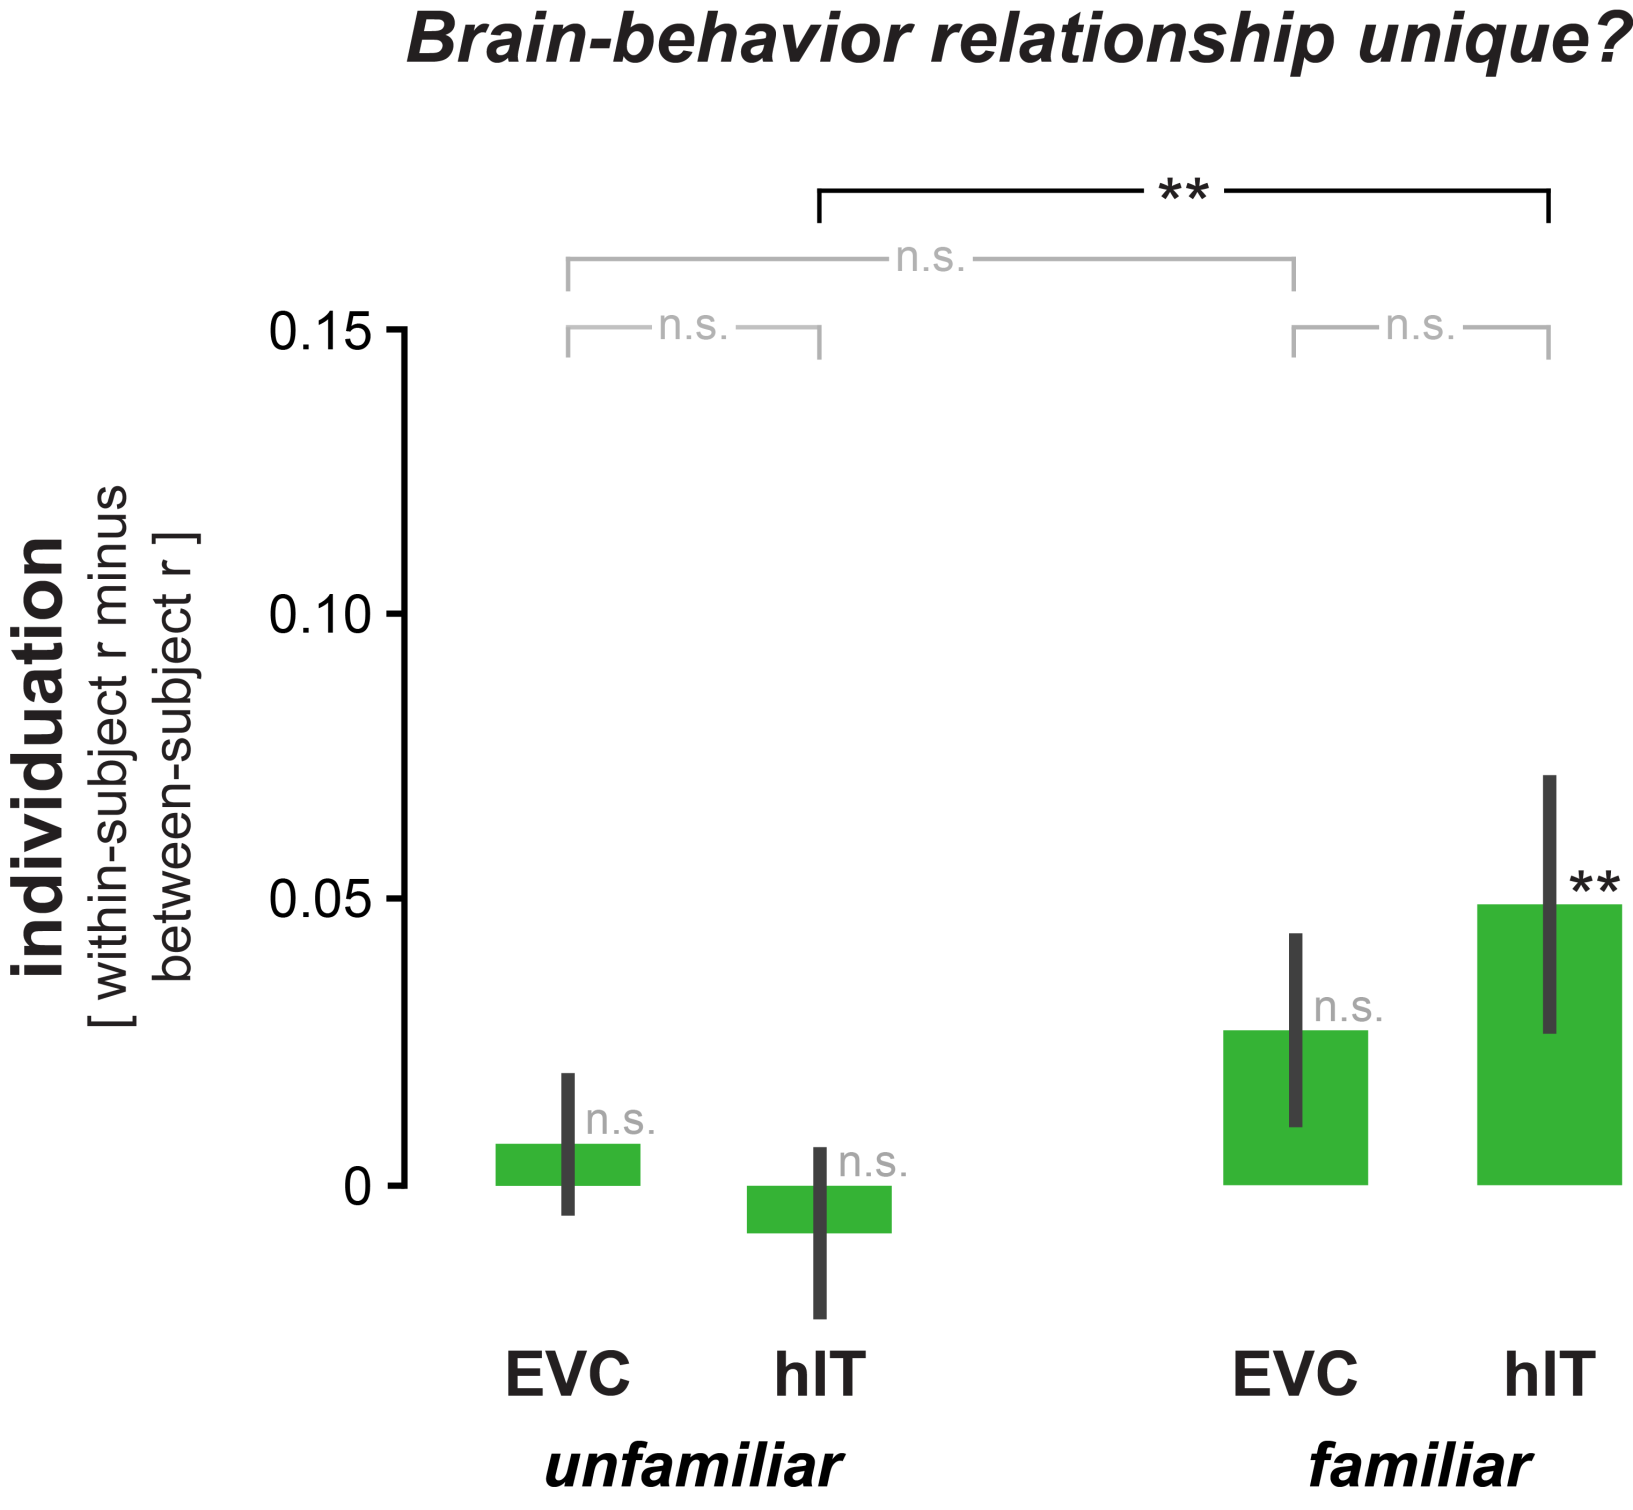 Brain-behavior relationship unique?
**
n.s.
n.s.
n.s.
0.15
0.10
0.05
0
individuation
[ within-subject r minus
between-subject r ]
n.s.
n.s.
n.s.
**
EVC
hIT
EVC
hIT
unfamiliar
familiar